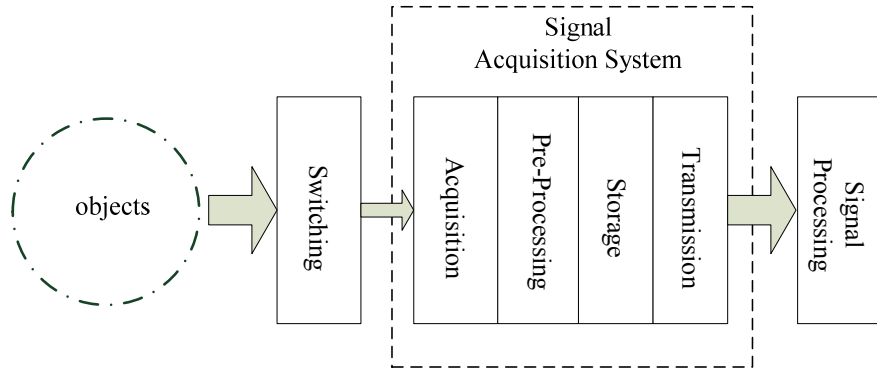 Signal
Acquisition System
objects
Switching
Acquisition
Pre-Processing
Storage
Transmission
Signal
Processing